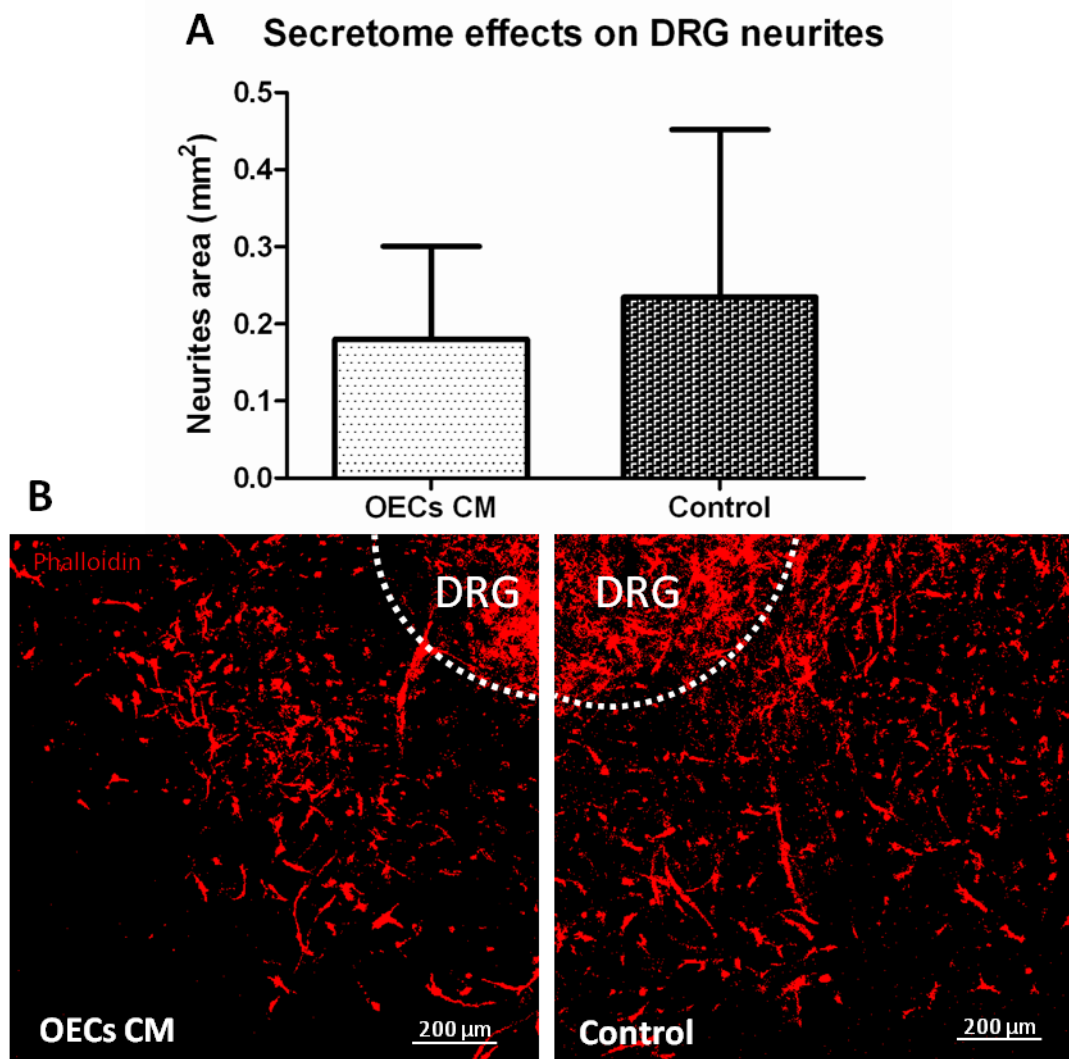 A Secretome effects on DRG neurites
Neurites area (mm²)
0.5
0.4
0.3
0.2
0.1
0.0
OECs CM Control
B
Phalloidin
DRG DRG
OECs CM 200 µm
Control 200 µm